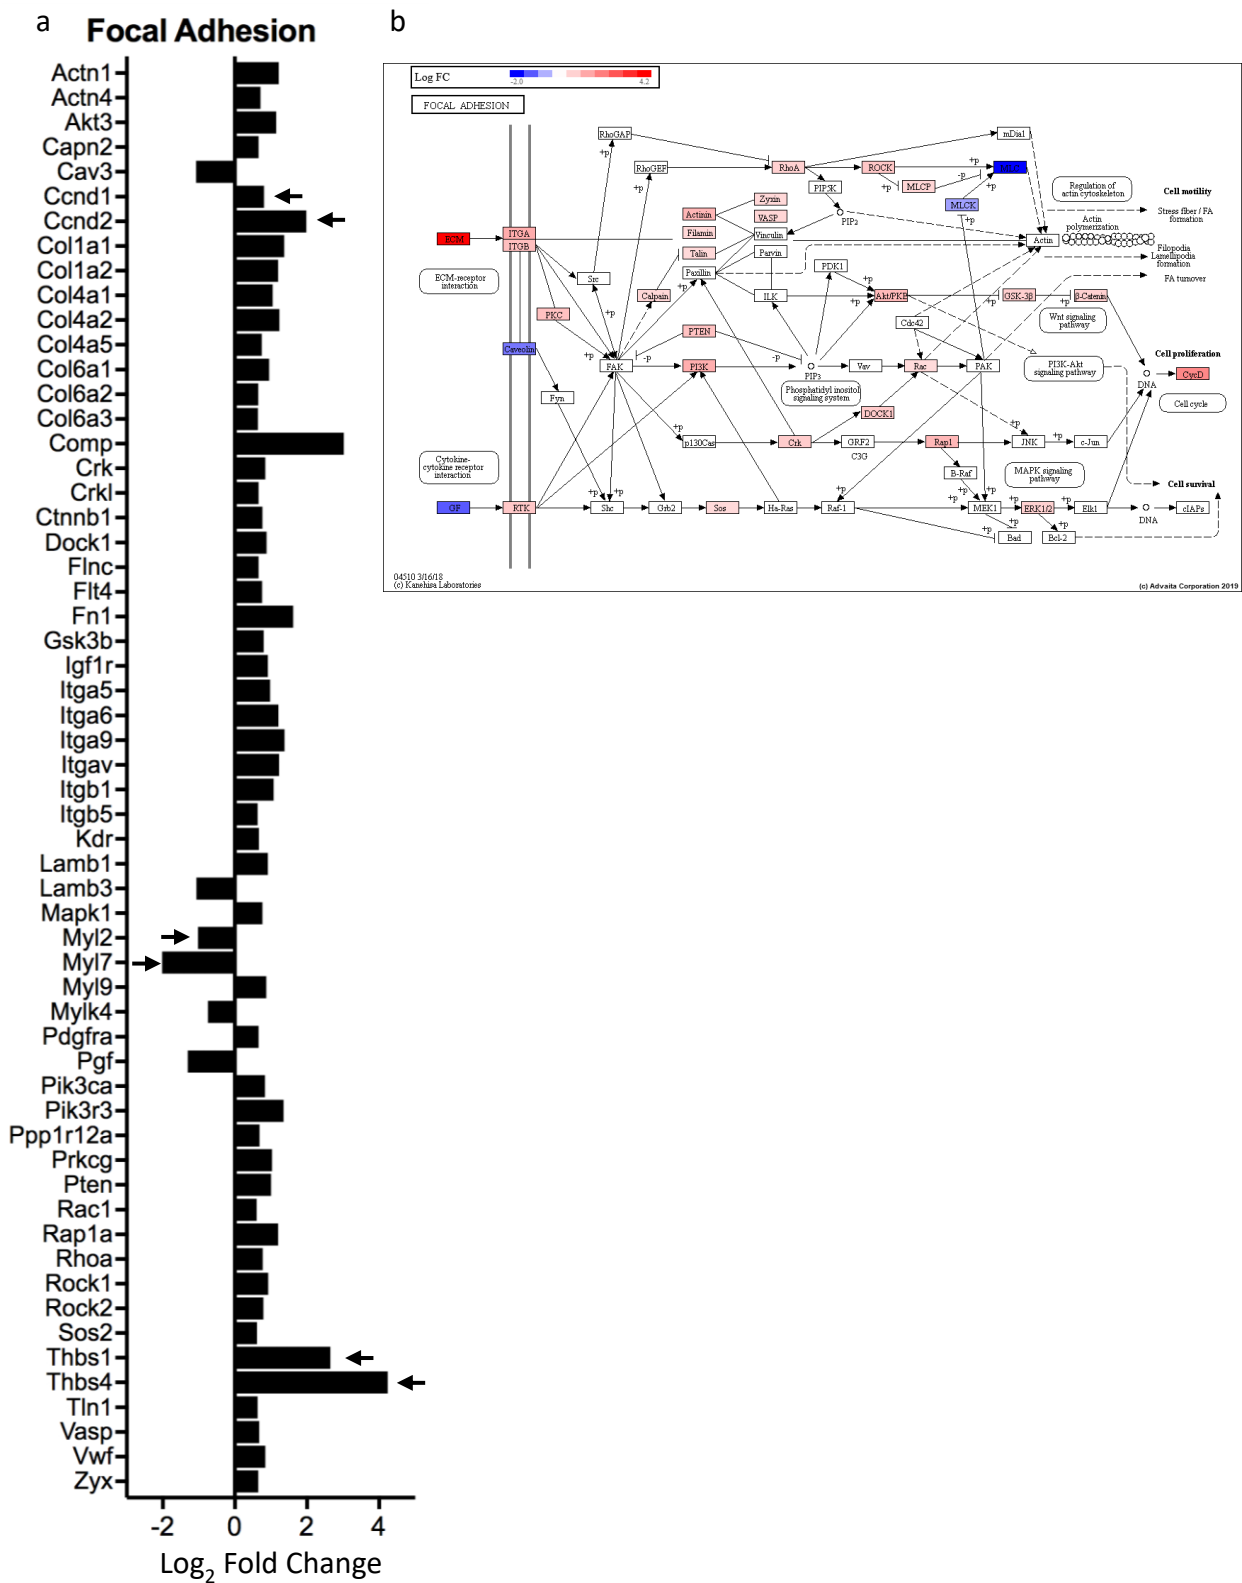 a
Focal Adhesion
Actn1
Actn4
Akt3
Capn2
Cav3
Ccnd1
Ccnd2
Col1a1
Col1a2
Col4a1
Col4a2
Col4a5
Col6a1
Col6a2
Col6a3
Comp
Crk
Crkl
Ctnnb1
Dock1
Flnc
Flt4
Fn1
Gsk3b
Igf1r
Itga5
Itga6
Itga9
Itgav
Itgb1
Itgb5
Kdr
Lamb1
Lamb3
Mapk1
Myl2
Myl7
Myl9
Mylk4
Pdgfra
Pgf
Pik3ca
Pik3r3
Ppp1r12a
Prkcg
Pten
Rac1
Rap1a
Rhoa
Rock1
Rock2
Sos2
Thbs1
Thbs4
Tln1
Vasp
Vwf
Zyx
-2 0 2 4
Log2 Fold Change
b
Log FC
-2.0 4.2
FOCAL ADHESION
RhoGAP
mDia1
+p
RhoGEF
RhoA
ROCK
+p
MLC
+p
PIP5K
+p
MLCP
-p
+p
MLCK
Regulation of
actin cytoskeleton
Cell motility
Stress fiber / FA
formation
Zyxin
Actinin
VASP
PIP2
Filamin
Vinculin
Actin
Actin
polymerization
ECM
ITGA
ITGB
Talin
Parvin
Filopodia
Lamellipodia
formation
ECM-receptor
interaction
Src
Paxillin
PDK1
FA turnover
+p
+p
Calpain
ILK
+p
+p
Akt/PKB
GSK-3β
+p
β-Catenin
+p
PKC
+p
PTEN
Cdc42
Wnt signaling
pathway
Caveolin
+p
-p
-p
FAK
PI3K
PIP3
Vav
Rac
PAK
PI3K-Akt
signaling pathway
Cell proliferation
DNA
CycD
Fyn
Phosphatidyl inositol
signaling system
Cell cycle
DOCK1
+p
p130Cas
Crk
GRF2
C3G
Rap1
JNK
+p
c-Jun
Cytokine-
cytokine receptor
interaction
B-Raf
MAPK signaling
pathway
+p
+p
+p
+p
+p
+p
Cell survival
GF
RTK
Shc
Grb2
Sos
Ha-Ras
Raf-1
MEK1
+p
ERK1/2
+p
Elk1
DNA
cIAPs
+p
+p
+p
Bad
Bcl-2
04510 3/16/18
(c) Kanehisa Laboratories
(c) Advaita Corporation 2019